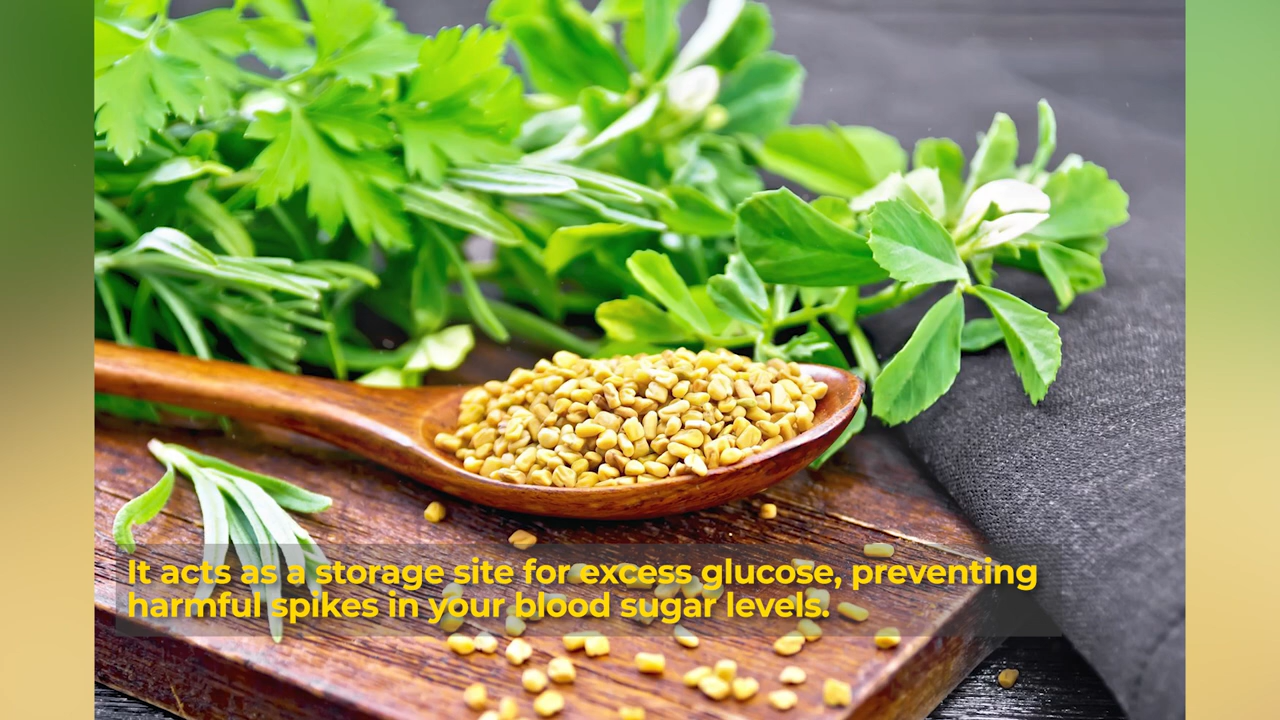 It acts as a storage site for excess glucose, preventing
harmful spikes in your blood sugar levels.